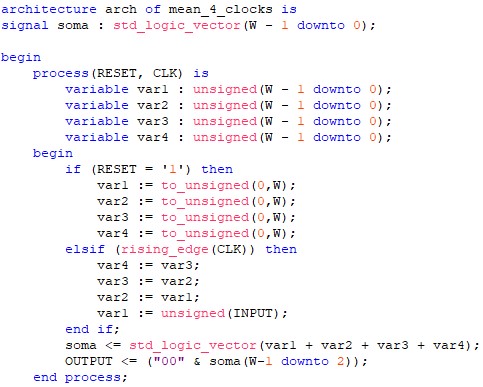 architecture arch of mean_4_clocks is
signal soma : std_logic_vector(W - 1 downto 0);
begin
process(RESET, CLK) is
variable var1 : unsigned(W - 1 downto 0);
variable var2 : unsigned(W - 1 downto 0);
variable var3 : unsigned(W - 1 downto 0);
variable var4 : unsigned(W - 1 downto 0);
begin
if (RESET = '1') then
var1 := to_unsigned(0,W);
var2 := to_unsigned(0,W);
var3 := to_unsigned(0,W);
var4 := to_unsigned(0,W);
elsif (rising_edge(CLK)) then
var4 := var3;
var3 := var2;
var2 := var1;
var1 := unsigned(INPUT);
end if;
soma <= std_logic_vector(var1 + var2 + var3 + var4);
OUTPUT <= ("00" & soma(W-1 downto 2));
end process;